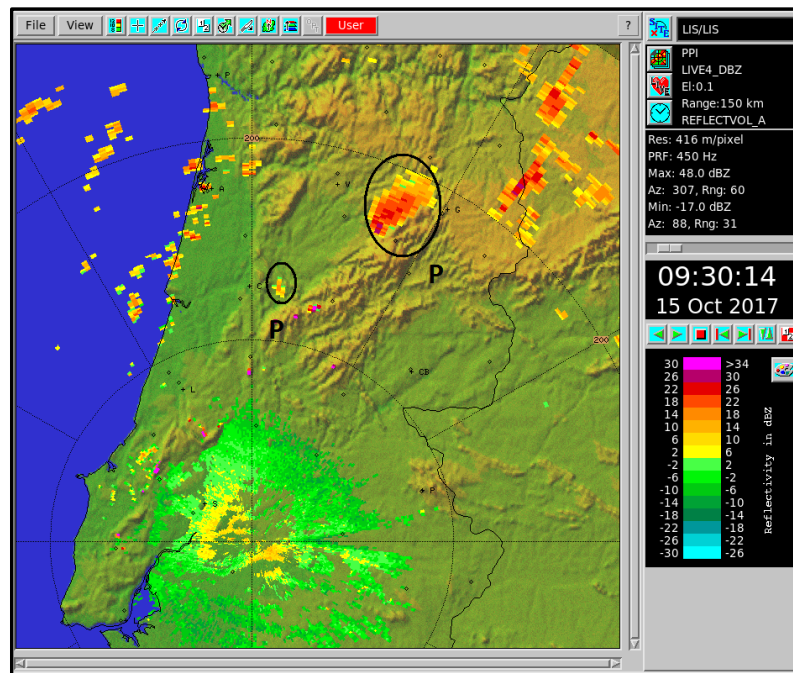 File View User ?
LIS/LIS
PPI
LIVE4_DBZ
El:0.1
Range:150 km
REFLECTVOL_A
Res: 416 m/pixel
PRF: 450 Hz
Max: 48.0 dBZ
Az: 307, Rng: 60
Min: -17.0 dBZ
Az: 88, Rng: 31
09:30:14
15 Oct 2017
30 >34
26 30
22 26
18 22
14 18
10 14
6 10
2 6
-2 2
-6 -2
-10 -6
-14 -10
-18 -14
-22 -18
-26 -22
-30 -26
Reflectivity in dBZ
P
200
A
V
G
P
C
P
200
CB
L
P
S